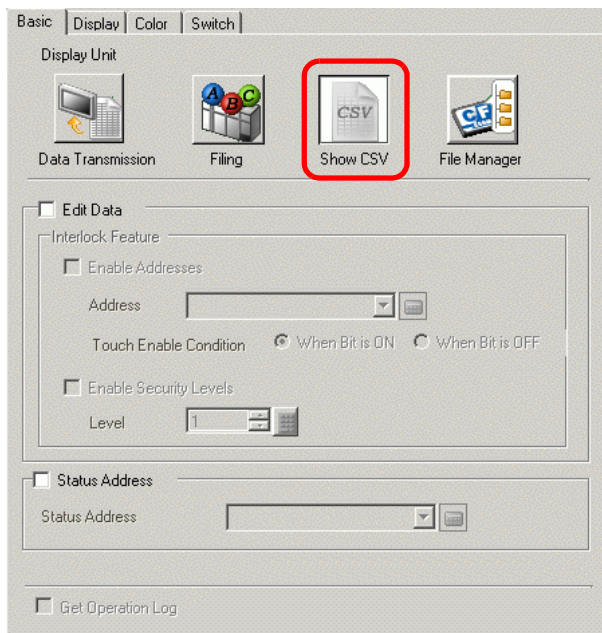 Basic Display Color Switch
Display Unit
A B C CSV CF
Data Transmission Filing Show CSV File Manager
Edit Data
Interlock Feature
Enable Addresses
Address
Touch Enable Condition When Bit is ON When Bit is OFF
Enable Security Levels
Level 1
Status Address
Status Address
Get Operation Log